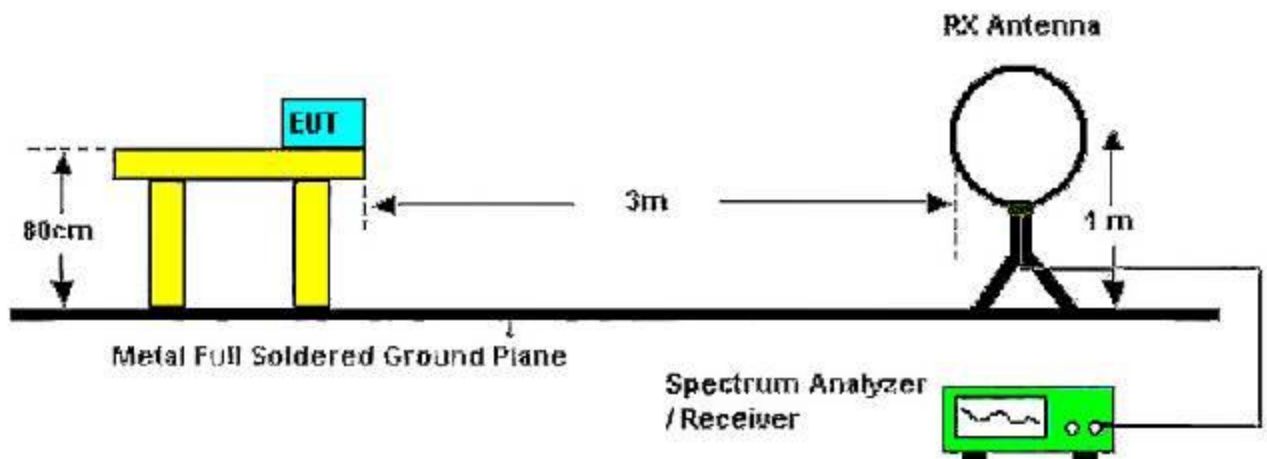 RX Antenna
EUT
80cm
3m
1 m
Metal Full Soldered Ground Plane
Spectrum Analyzer
/ Receiver